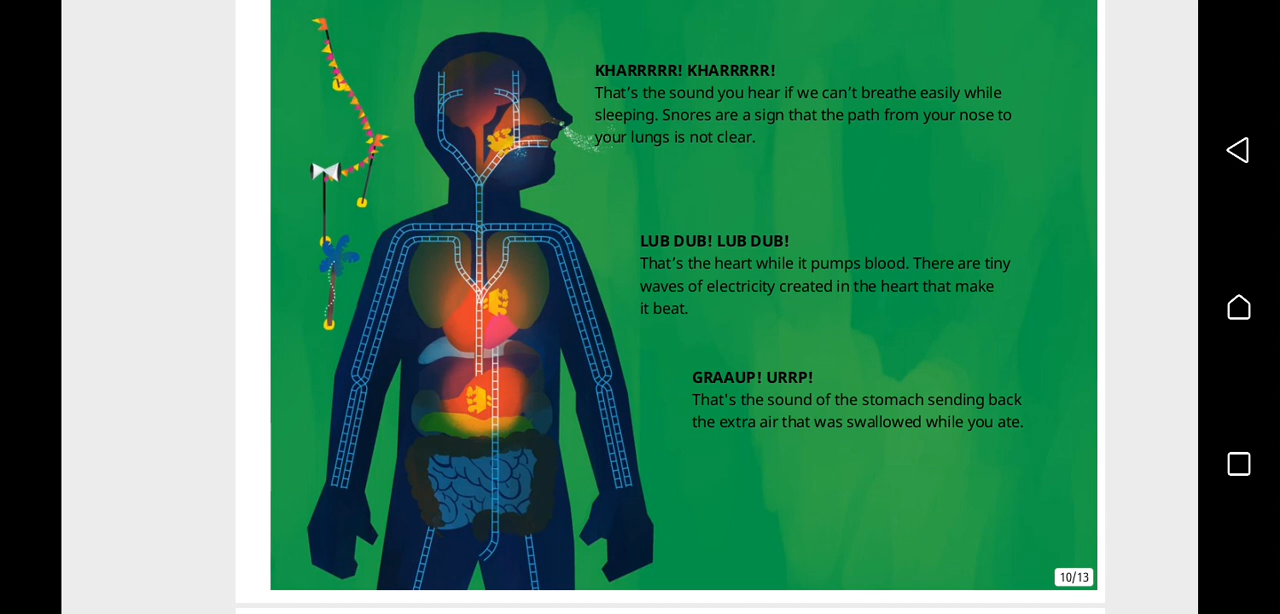 KHARRRRR! KHARRRRR!
That's the sound you hear if we can't breathe easily while
sleeping. Snores are a sign that the path from your nose to
your lungs is not clear.
LUB DUB! LUB DUB!
That's the heart while it pumps blood. There are tiny
waves of electricity created in the heart that make
it beat.
GRAAUP! URRP!
That's the sound of the stomach sending back
the extra air that was swallowed while you ate.
10/13